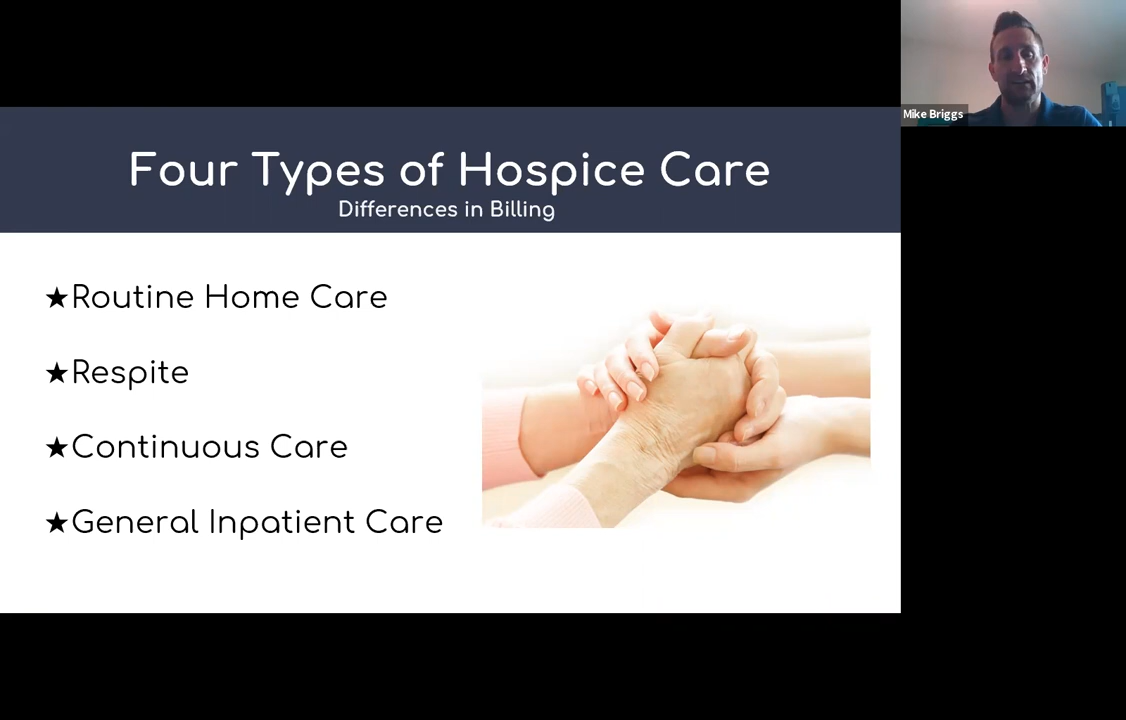 Four Types of Hospice Care
Differences in Billing
★Routine Home Care
★Respite
★Continuous Care
★General Inpatient Care
Mike Briggs